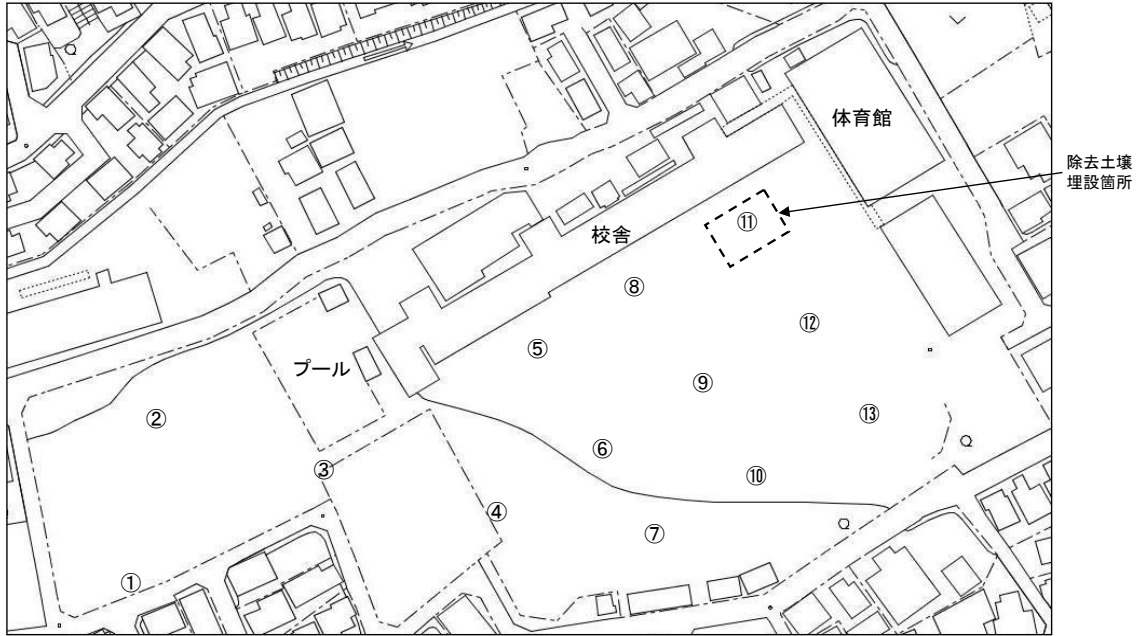 体育館
除去土壌
埋設箇所
⑪
校舎
⑧
⑫
⑤
プール
⑨
②
⑬
⑥
③
⑩
④
⑦
①